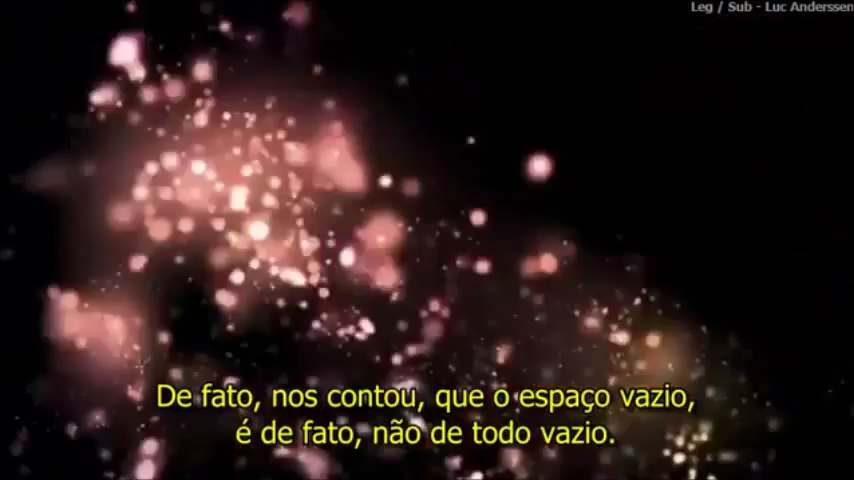 Leg / Sub - Luc Anderssen
De fato, nos contou, que o espaço vazio,
é de fato, não de todo vazio.